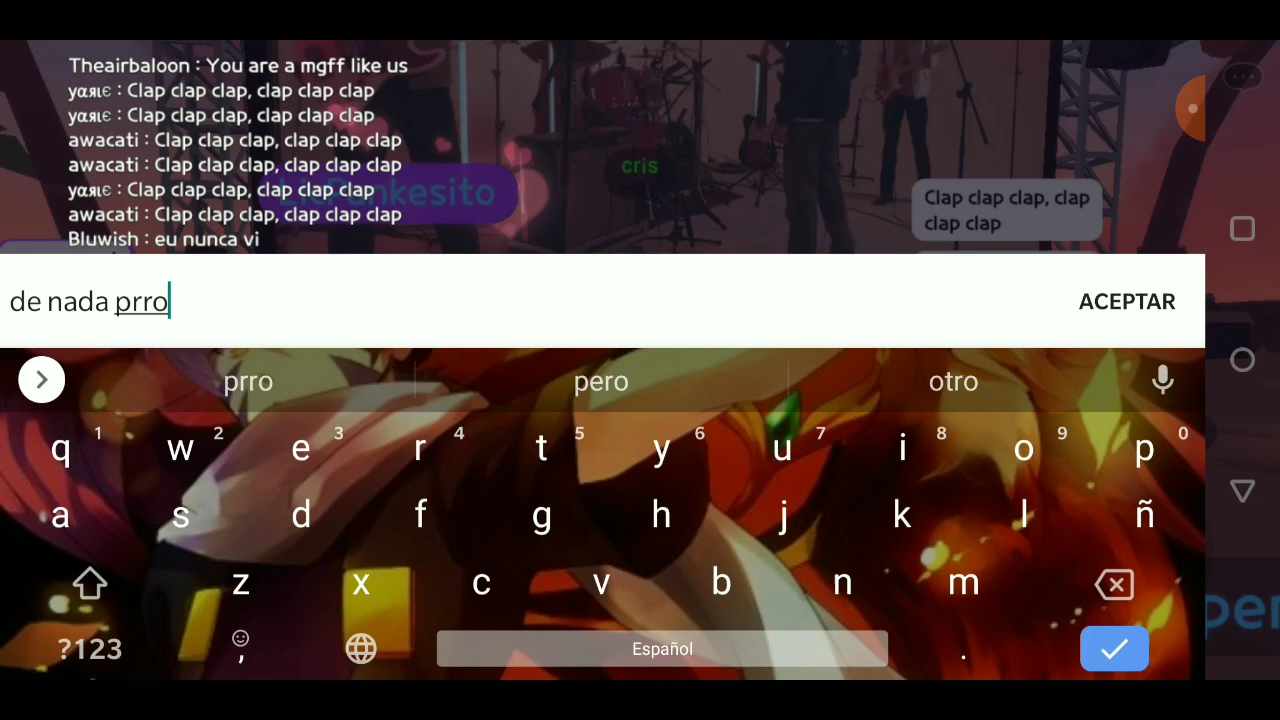 Theairbaloon : You are a mgff like us
yαяιє : Clap clap clap, clap clap clap
yαяιє : Clap clap clap, clap clap clap
awacati : Clap clap clap, clap clap clap
awacati : Clap clap clap, clap clap clap
yαяιє : Clap clap clap, clap clap clap
awacati : Clap clap clap, clap clap clap
Bluwish : eu nunca vi
cris
Clap clap clap, clap
clap clap
de nada prro
ACEPTAR
prro pero otro
1 2 3 4 5 6 7 8 9 0
q w e r t y u i o p
a s d f g h j k l ñ
z x c v b n m
?123 , Español .